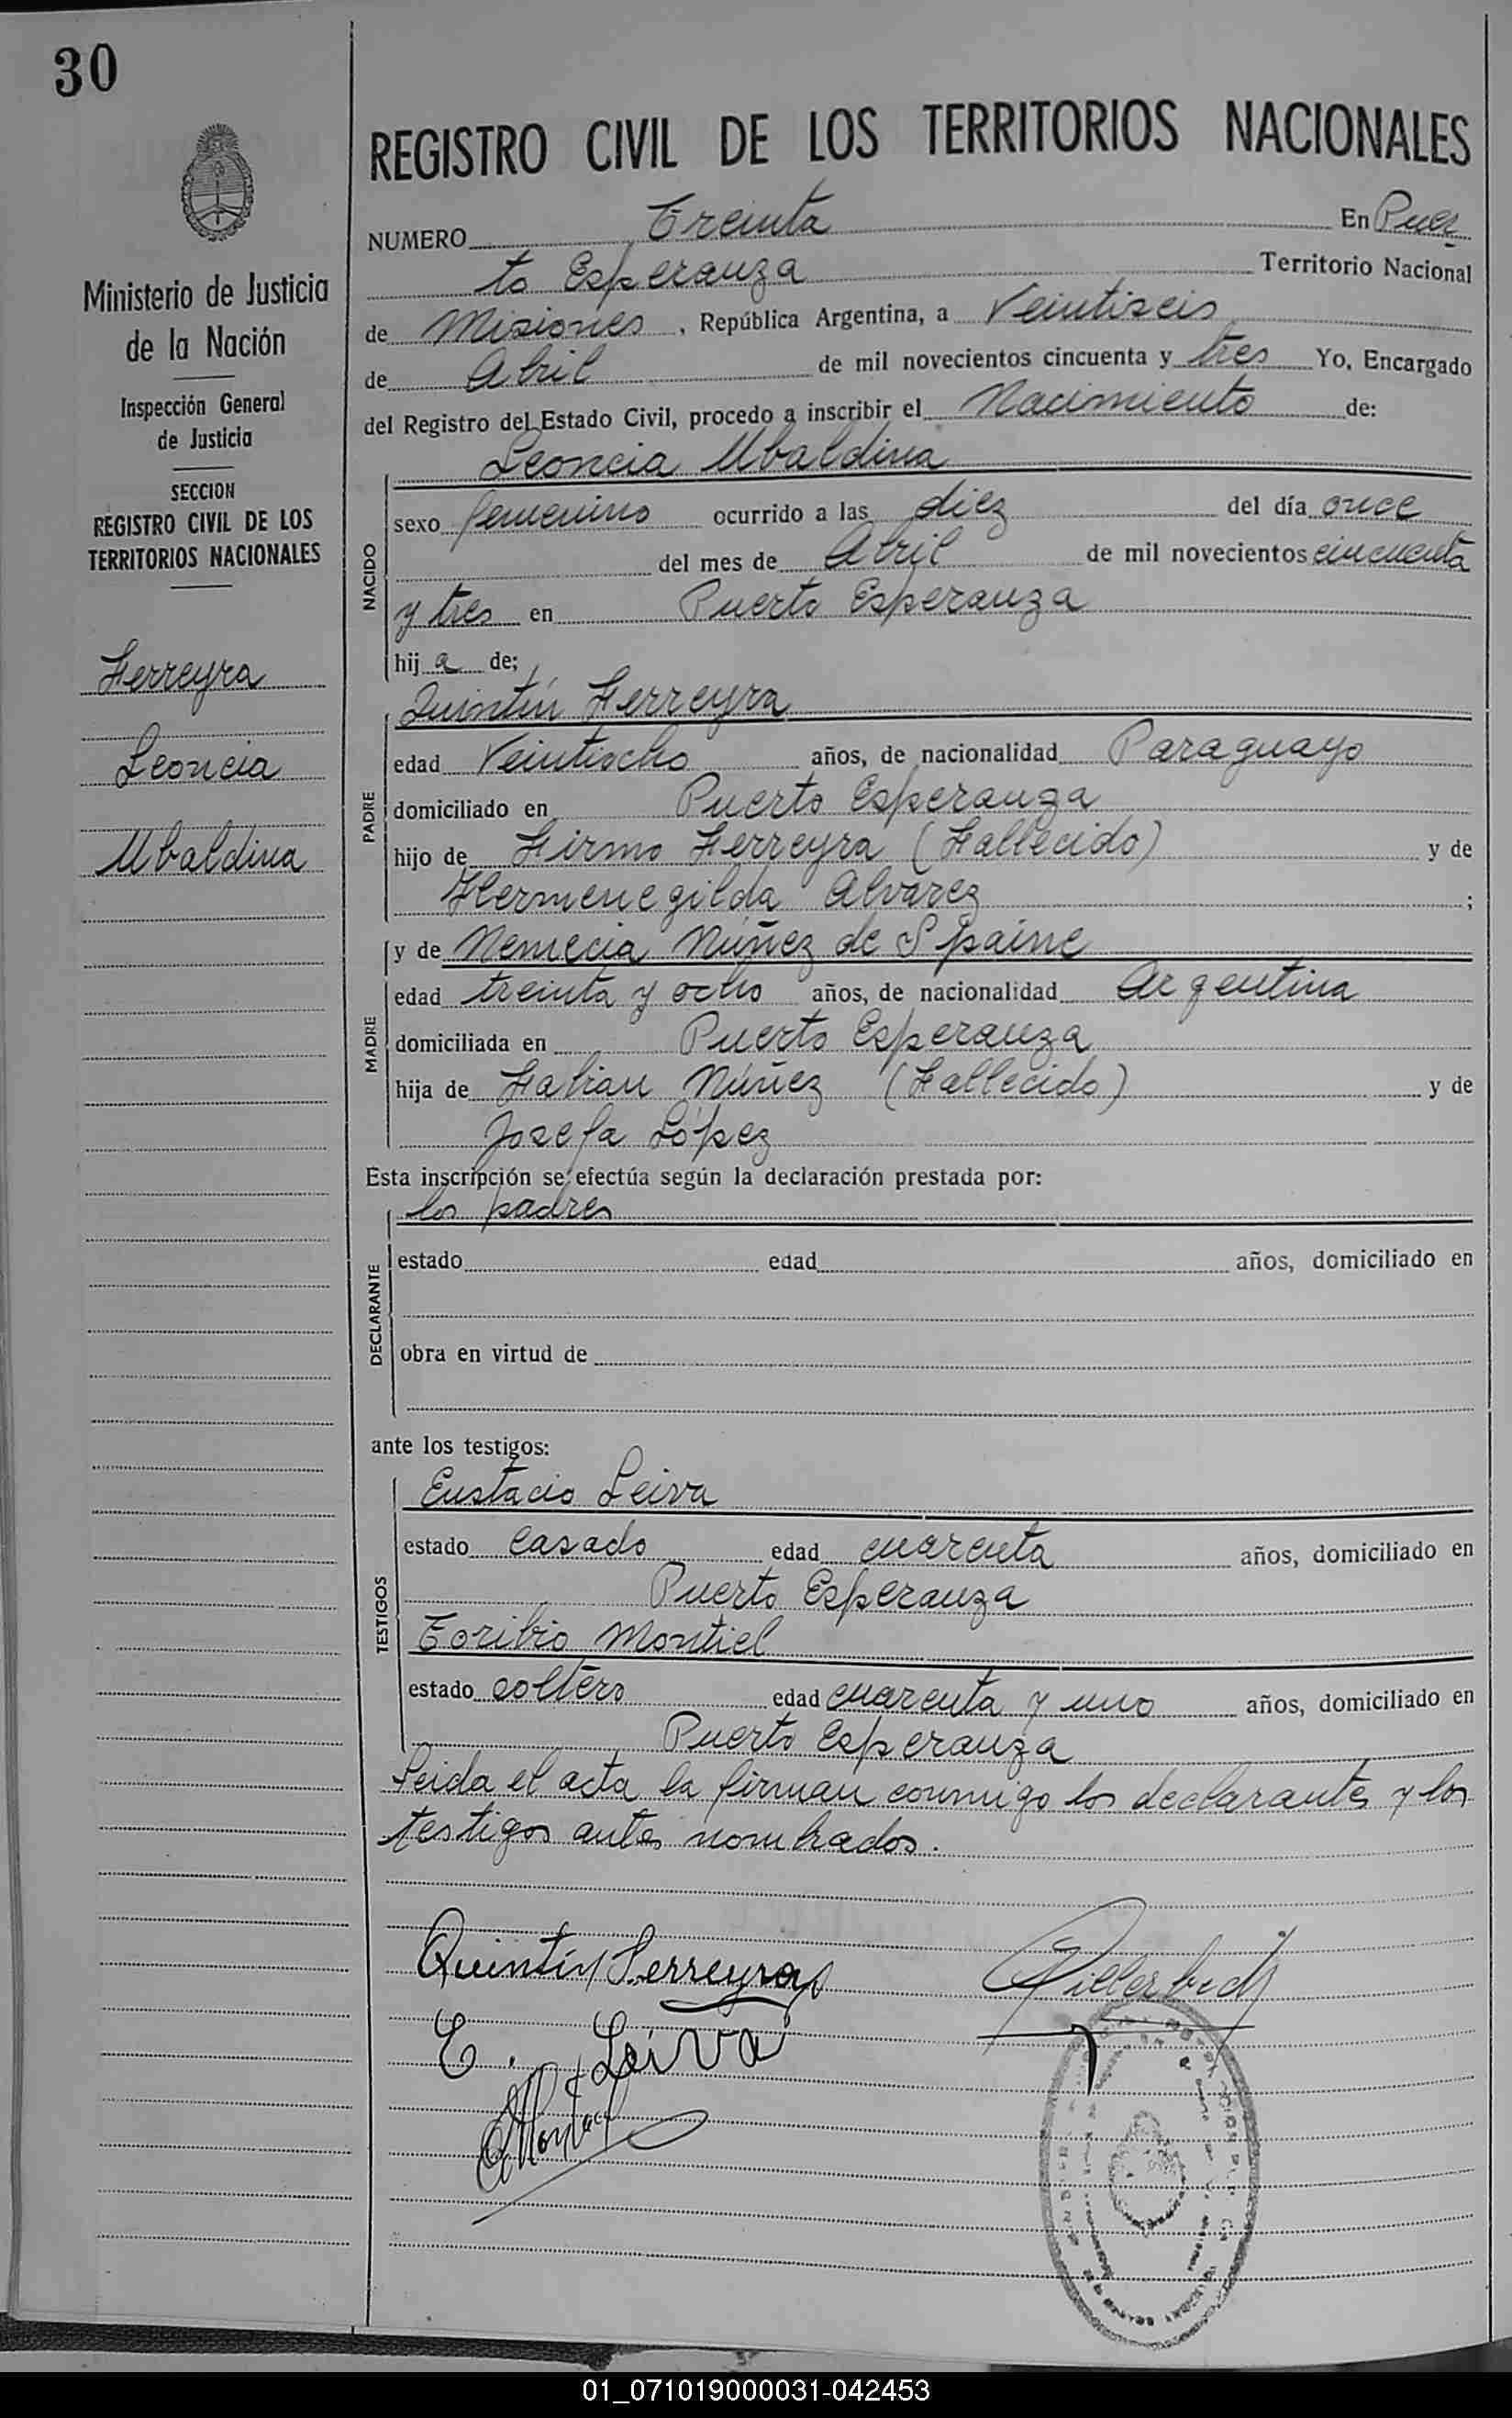 30
Ministerio de Justicia
de la Nación
Inspección General
de Justicia
SECCION
REGISTRO CIVIL DE LOS
TERRITORIOS NACIONALES
Ferreyra
Leoncia
Ubaldina
REGISTRO CIVIL DE LOS TERRITORIOS NACIONALES
NUMERO Treinta En Puer
to Esperanza Territorio Nacional
de Misiones, República Argentina, a Veintiseis
de Abril de mil novecientos cincuenta y tres Yo, Encargado
del Registro del Estado Civil, procedo a inscribir el Nacimiento de:
Leoncia Ubaldina
NACIDO
sexo femenino ocurrido a las diez del día once
del mes de Abril de mil novecientos cincuenta
y tres en Puerto Esperanza
hij a de;
Quintín Ferreyra
PADRE
edad Veintiocho años, de nacionalidad Paraguayo
domiciliado en Puerto Esperanza
hijo de Firmo Ferreyra (Fallecido) y de
Hermenegilda Alvarez ;
y de Nemecia Núñez de Spaine
MADRE
edad treinta y ocho años, de nacionalidad Argentina
domiciliada en Puerto Esperanza
hija de Fabian Núñez (Fallecido) y de
Josefa López
Esta inscripción se efectúa según la declaración prestada por:
los padres
DECLARANTE
estado edad años, domiciliado en
obra en virtud de
ante los testigos:
Eustacio Leiva
TESTIGOS
estado casado edad cuarenta años, domiciliado en
Puerto Esperanza
Toribio Montiel
estado soltero edad cuarenta y uno años, domiciliado en
Puerto Esperanza
Leida el acta la firman conmigo los declarantes y los
testigos antes nombrados.
Quintín Ferreyra
E. Leiva
01_071019000031-042453